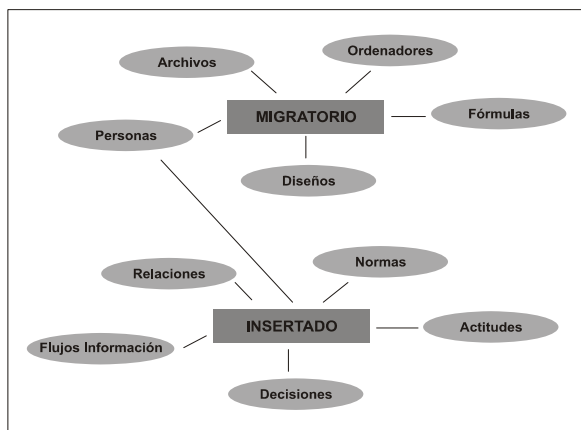 Ordenadores
Archivos
MIGRATORIO
Fórmulas
Personas
Diseños
Normas
Relaciones
INSERTADO
Actitudes
Flujos Información
Decisiones